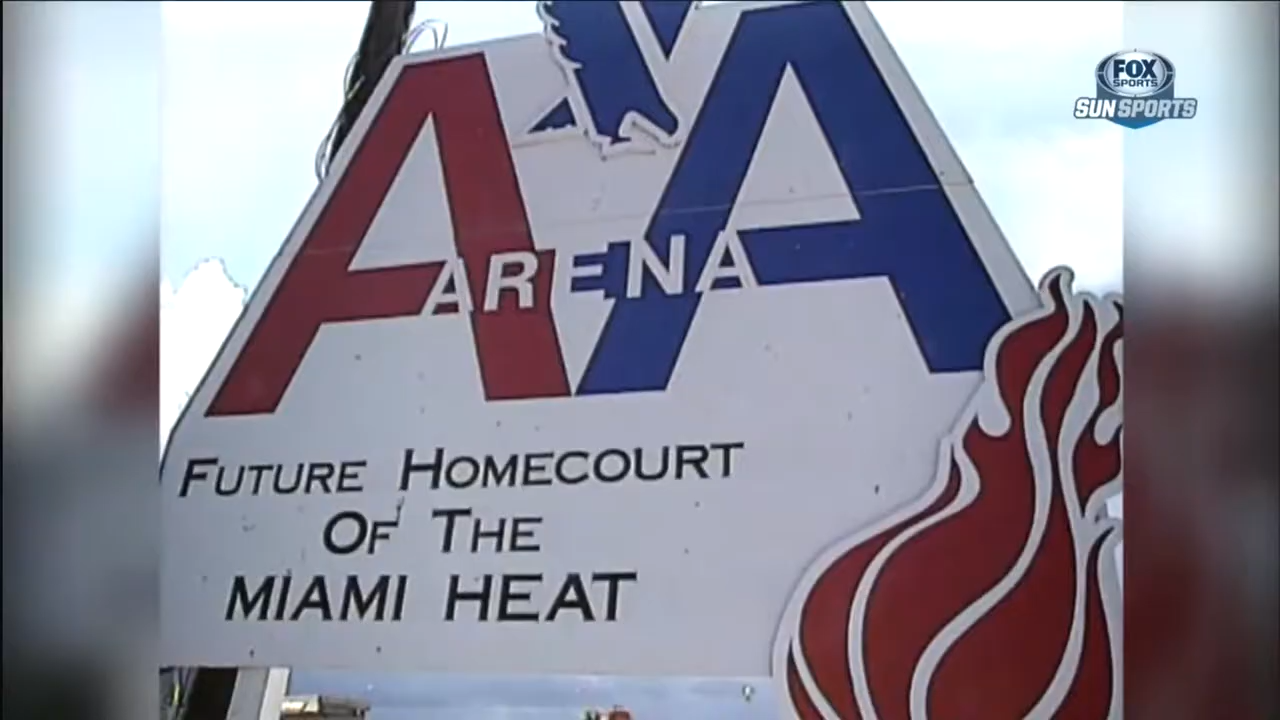 FOX
SPORTS
SUN SPORTS
AA
ARENA
FUTURE HOMECOURT
OF THE
MIAMI HEAT